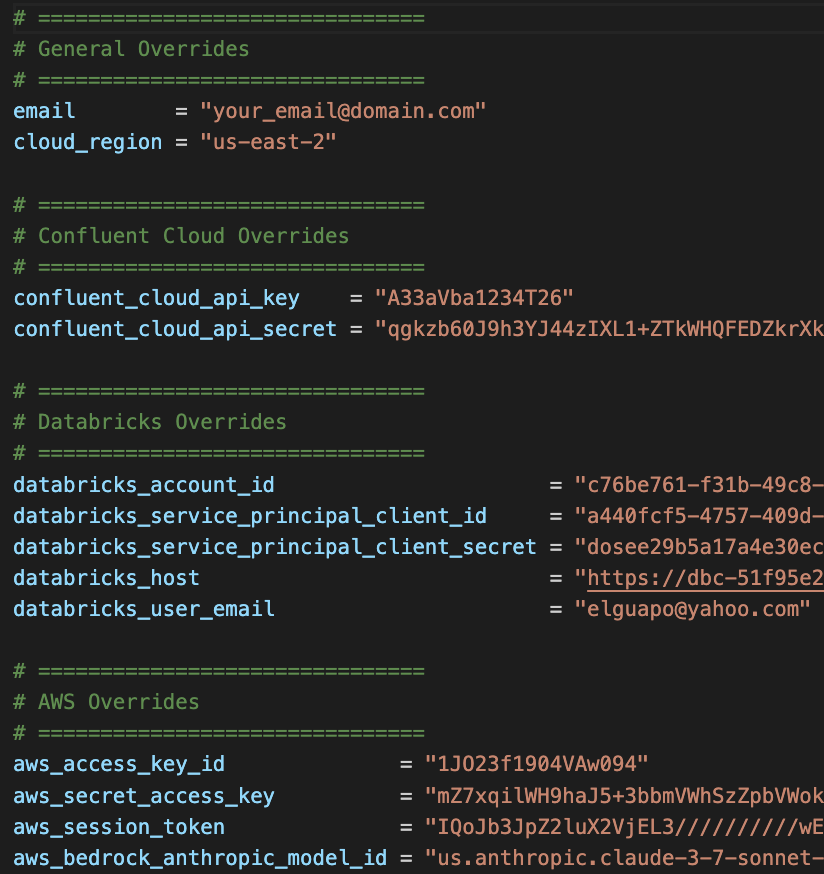 # ===============================
# General Overrides
# ===============================
email        = "your_email@domain.com"
cloud_region = "us-east-2"
# ===============================
# Confluent Cloud Overrides
# ===============================
confluent_cloud_api_key    = "A33aVba1234T26"
confluent_cloud_api_secret = "qgkzb60J9h3YJ44zIXL1+ZTkWHQFEDZkrXk
# ===============================
# Databricks Overrides
# ===============================
databricks_account_id                      = "c76be761-f31b-49c8-
databricks_service_principal_client_id     = "a440fcf5-4757-409d-
databricks_service_principal_client_secret = "dosee29b5a17a4e30ec
databricks_host                            = "https://dbc-51f95e2
databricks_user_email                      = "elguapo@yahoo.com"
# ===============================
# AWS Overrides
# ===============================
aws_access_key_id              = "1JO23f1904VAw094"
aws_secret_access_key          = "mZ7xqilWH9haJ5+3bbmVWhSzZpbVWok
aws_session_token              = "IQoJb3JpZ2luX2VjEL3//////////wE
aws_bedrock_anthropic_model_id = "us.anthropic.claude-3-7-sonnet-